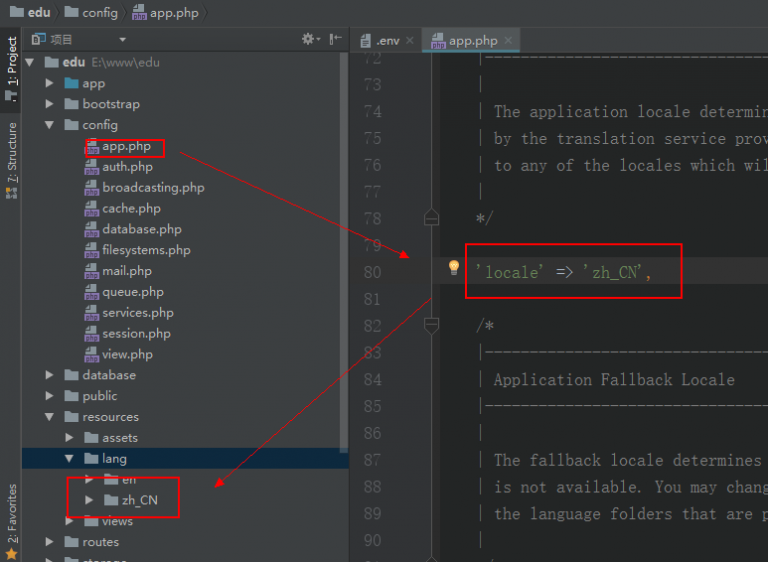 edu config app.php
1: Project
7: Structure
2: Favorites
项目
edu E:\www\edu
app
bootstrap
config
app.php
auth.php
broadcasting.php
cache.php
database.php
filesystems.php
mail.php
queue.php
services.php
session.php
view.php
database
public
resources
assets
lang
en
zh_CN
views
routes
storage
.env app.php
72 |--------------------------------
73 |
74 | The application locale determin
75 | by the translation service prov
76 | to any of the locales which wil
77 |
78 */
79
80 'locale' => 'zh_CN',
81
82 /*
83 |--------------------------------
84 | Application Fallback Locale
85 |--------------------------------
86 |
87 | The fallback locale determines
88 | is not available. You may chang
89 | the language folders that are p
90 |